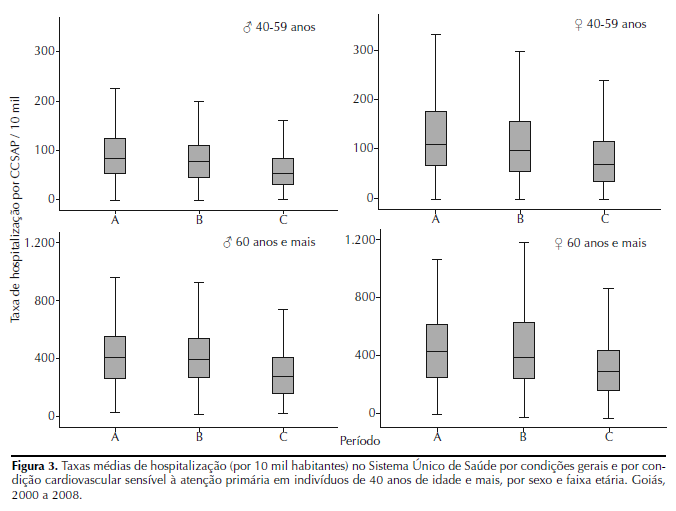 ♂ 40-59 anos
♀ 40-59 anos
Taxa de hospitalização por CCSAP / 10 mil
300
200
100
0
A B C
300
200
100
0
A B C
♂ 60 anos e mais
♀ 60 anos e mais
1.200
800
400
0
A B C
1.200
800
400
0
A B C
Período
Figura 3. Taxas médias de hospitalização (por 10 mil habitantes) no Sistema Único de Saúde por condições gerais e por con-
dição cardiovascular sensível à atenção primária em indivíduos de 40 anos de idade e mais, por sexo e faixa etária. Goiás,
2000 a 2008.